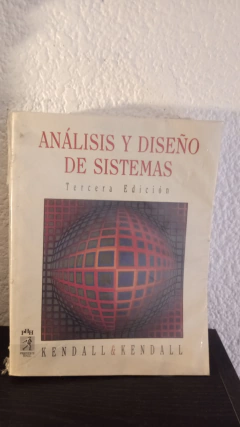 ANÁLISIS Y DISEÑO
DE SISTEMAS
Tercera Edición
KENDALL & KENDALL